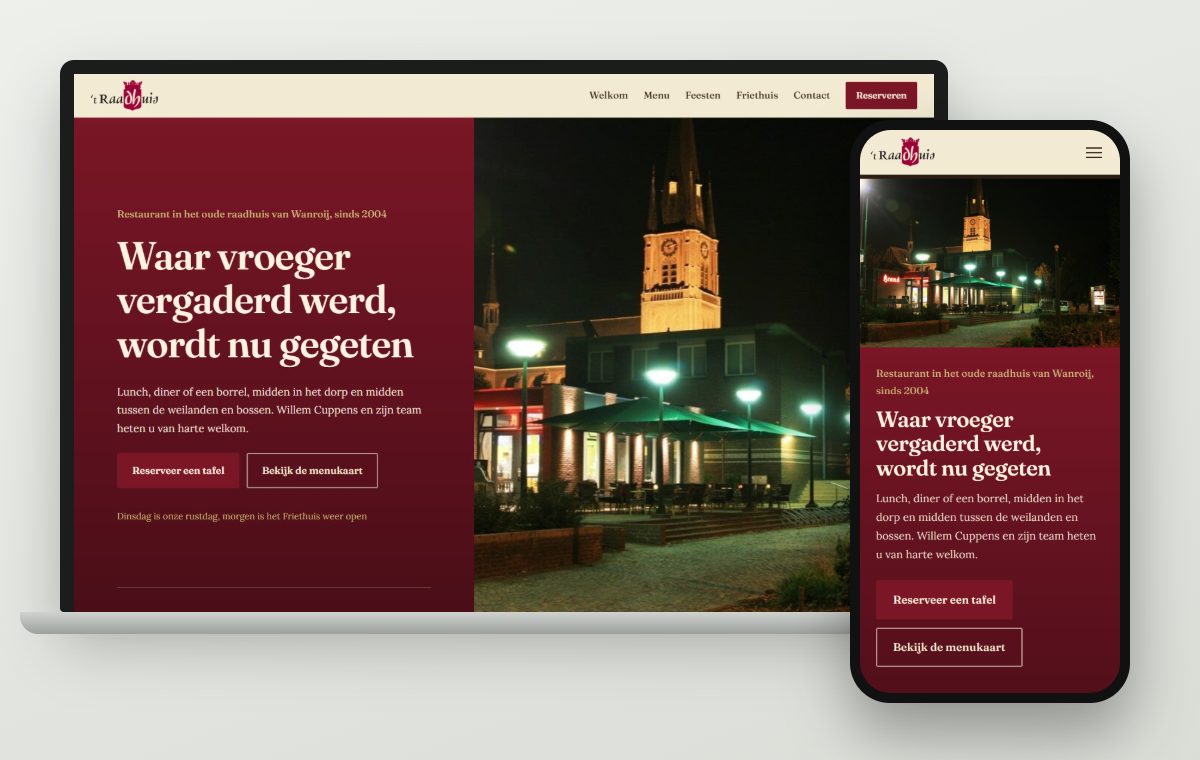 't Raadhuis
Welkom Menu Feesten Friethuis Contact Reserveren
Restaurant in het oude raadhuis van Wanroij, sinds 2004
Waar vroeger
vergaderd werd,
wordt nu gegeten
Lunch, diner of een borrel, midden in het dorp en midden
tussen de weilanden en bossen. Willem Cuppens en zijn team
heten u van harte welkom.
Reserveer een tafel Bekijk de menukaart
Dinsdag is onze rustdag, morgen is het Friethuis weer open
't Raadhuis
Brand
Restaurant in het oude raadhuis van Wanroij,
sinds 2004
Waar vroeger
vergaderd werd,
wordt nu gegeten
Lunch, diner of een borrel, midden in het
dorp en midden tussen de weilanden en
bossen. Willem Cuppens en zijn team heten
u van harte welkom.
Reserveer een tafel
Bekijk de menukaart